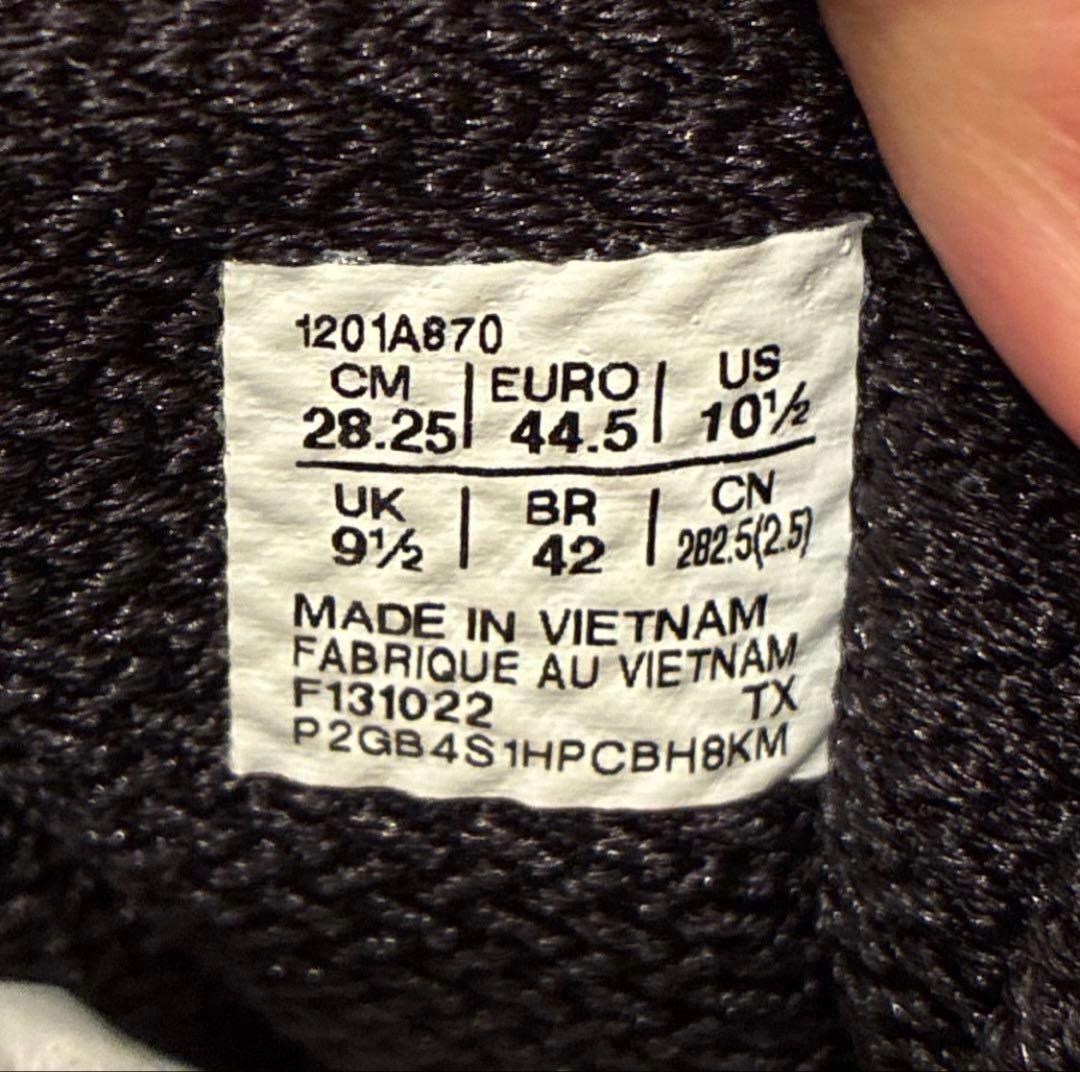 1201A870
CM | EURO | US
28.25 | 44.5 | 10½
UK | BR | CN
9½ | 42 | 282.5(2.5)
MADE IN VIETNAM
FABRIQUE AU VIETNAM
F131022 TX
P2GB4S1HPCBH8KM